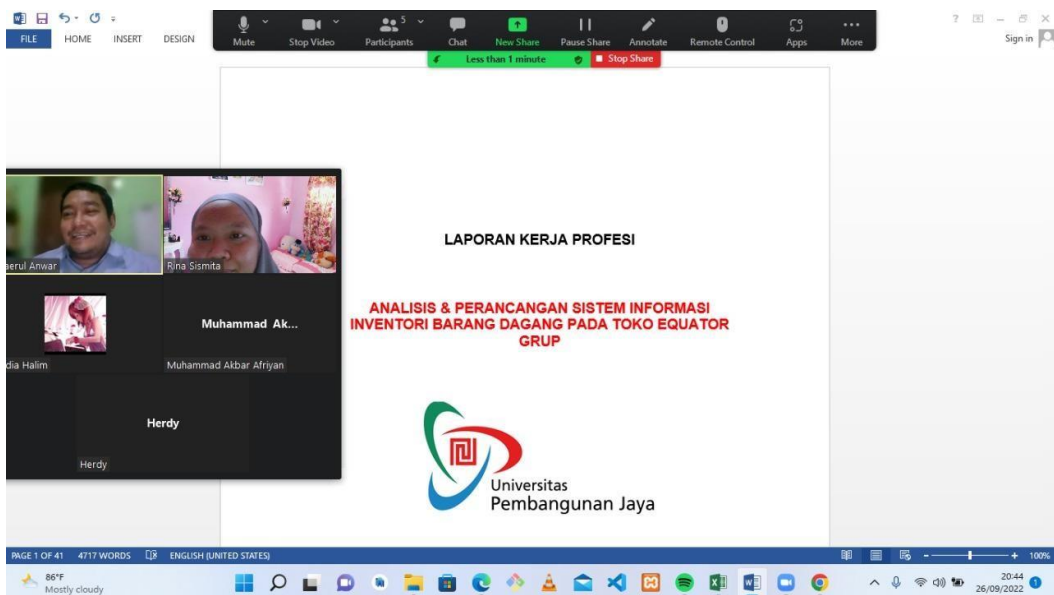 5
Mute
Stop Video
Participants
Chat
New Share
Pause Share
Annotate
Remote Control
Apps
More
FILE
HOME
INSERT
DESIGN
Sign in
Less than 1 minute
Stop Share
aerul Anwar
Rina Sismita
dia Halim
Muhammad Ak...
Muhammad Akbar Afriyan
Herdy
Herdy
LAPORAN KERJA PROFESI
ANALISIS & PERANCANGAN SISTEM INFORMASI
INVENTORI BARANG DAGANG PADA TOKO EQUATOR
GRUP
Universitas
Pembangunan Jaya
PAGE 1 OF 41 4717 WORDS ENGLISH (UNITED STATES)
100%
86°F
Mostly cloudy
20:44
26/09/2022
1